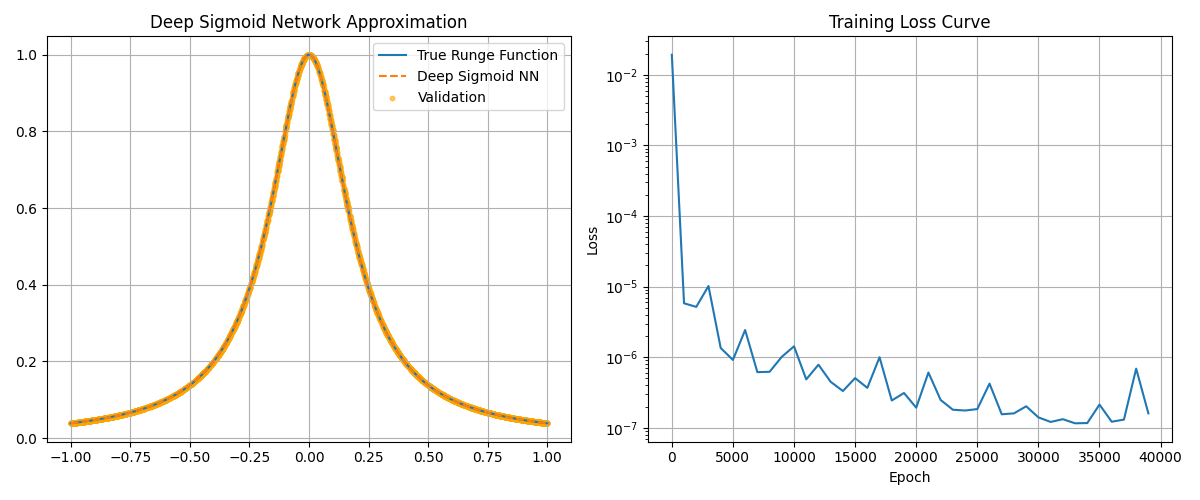 Deep Sigmoid Network Approximation
True Runge Function
Deep Sigmoid NN
Validation
1.0
0.8
0.6
0.4
0.2
0.0
−1.00 −0.75 −0.50 −0.25 0.00 0.25 0.50 0.75 1.00
Training Loss Curve
Loss
10⁻²
10⁻³
10⁻⁴
10⁻⁵
10⁻⁶
10⁻⁷
0 5000 10000 15000 20000 25000 30000 35000 40000
Epoch